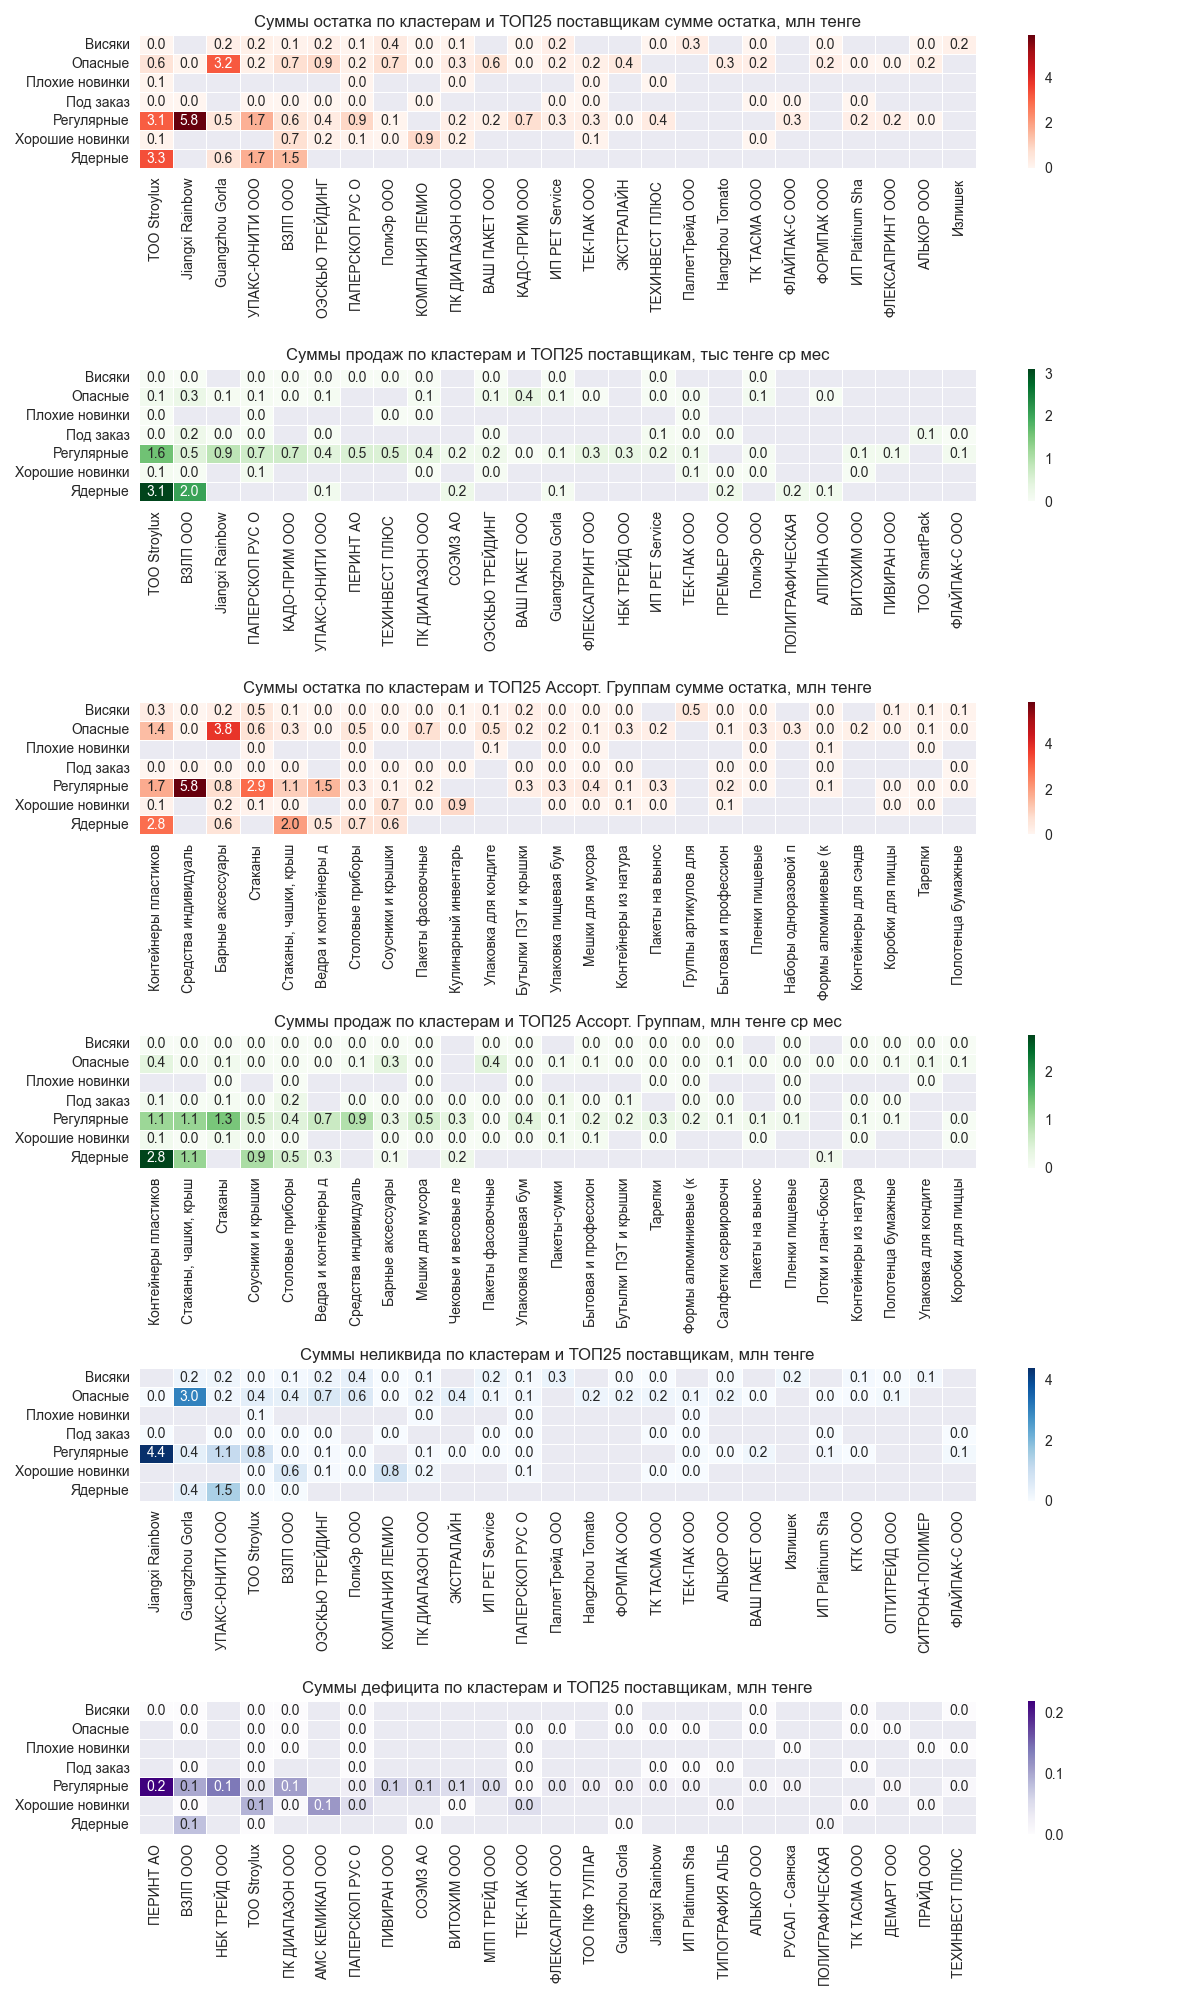 Суммы остатка по кластерам и ТОП25 поставщикам сумме остатка, млн тенге
Висяки 0.0 0.2 0.2 0.1 0.2 0.1 0.4 0.0 0.1 0.0 0.2 0.0 0.3 0.0 0.0 0.0 0.2
Опасные 0.6 0.0 3.2 0.2 0.7 0.9 0.2 0.7 0.0 0.3 0.6 0.0 0.2 0.2 0.4 0.3 0.2 0.2 0.0 0.0 0.2
Плохие новинки 0.1 0.0 0.0 0.0 0.0
Под заказ 0.0 0.0 0.0 0.0 0.0 0.0 0.0 0.0 0.0 0.0 0.0 0.0
Регулярные 3.1 5.8 0.5 1.7 0.6 0.4 0.9 0.1 0.2 0.2 0.7 0.3 0.3 0.0 0.4 0.3 0.2 0.2 0.0
Хорошие новинки 0.1 0.7 0.2 0.1 0.0 0.9 0.2 0.1 0.0
Ядерные 3.3 0.6 1.7 1.5
4
2
0
ТОО Stroylux
Jiangxi Rainbow
Guangzhou Gorla
УПАКС-ЮНИТИ ООО
ВЗЛП ООО
ОЭСКЬЮ ТРЕЙДИНГ
ПАПЕРСКОП РУС О
ПолиЭр ООО
КОМПАНИЯ ЛЕМИО
ПК ДИАПАЗОН ООО
ВАШ ПАКЕТ ООО
КАДО-ПРИМ ООО
ИП PET Service
ТЕК-ПАК ООО
ЭКСТРАЛАЙН
ТЕХИНВЕСТ ПЛЮС
ПаллетТрейд ООО
Hangzhou Tomato
ТК ТАСМА ООО
ФЛАЙПАК-С ООО
ФОРМПАК ООО
ИП Platinum Sha
ФЛЕКСАПРИНТ ООО
АЛЬКОР ООО
Излишек
Суммы продаж по кластерам и ТОП25 поставщикам, тыс тенге ср мес
Висяки 0.0 0.0 0.0 0.0 0.0 0.0 0.0 0.0 0.0 0.0 0.0
Опасные 0.1 0.3 0.1 0.1 0.0 0.1 0.1 0.1 0.4 0.1 0.0 0.0 0.0 0.1 0.0
Плохие новинки 0.0 0.0 0.0 0.0 0.0
Под заказ 0.0 0.2 0.0 0.0 0.0 0.0 0.1 0.0 0.0 0.1 0.0
Регулярные 1.6 0.5 0.9 0.7 0.7 0.4 0.5 0.5 0.4 0.2 0.2 0.0 0.1 0.3 0.3 0.2 0.1 0.0 0.1 0.1 0.1
Хорошие новинки 0.1 0.0 0.1 0.0 0.0 0.1 0.0 0.0 0.0
Ядерные 3.1 2.0 0.1 0.2 0.1 0.2 0.2 0.1
3
2
1
0
ТОО Stroylux
ВЗЛП ООО
Jiangxi Rainbow
ПАПЕРСКОП РУС О
КАДО-ПРИМ ООО
УПАКС-ЮНИТИ ООО
ПЕРИНТ АО
ТЕХИНВЕСТ ПЛЮС
ПК ДИАПАЗОН ООО
СОЭМЗ АО
ОЭСКЬЮ ТРЕЙДИНГ
ВАШ ПАКЕТ ООО
Guangzhou Gorla
ФЛЕКСАПРИНТ ООО
НБК ТРЕЙД ООО
ИП PET Service
ТЕК-ПАК ООО
ПРЕМЬЕР ООО
ПолиЭр ООО
ПОЛИГРАФИЧЕСКАЯ
АЛПИНА ООО
ВИТОХИМ ООО
ПИВИРАН ООО
ТОО SmartPack
ФЛАЙПАК-С ООО
Суммы остатка по кластерам и ТОП25 Ассорт. Группам сумме остатка, млн тенге
Висяки 0.3 0.0 0.2 0.5 0.1 0.0 0.0 0.0 0.0 0.1 0.1 0.2 0.0 0.0 0.0 0.5 0.0 0.0 0.0 0.1 0.1 0.1
Опасные 1.4 0.0 3.8 0.6 0.3 0.0 0.5 0.0 0.7 0.0 0.5 0.2 0.2 0.1 0.3 0.2 0.1 0.3 0.3 0.0 0.2 0.0 0.1 0.0
Плохие новинки 0.0 0.0 0.1 0.0 0.0 0.0 0.1 0.0
Под заказ 0.0 0.0 0.0 0.0 0.0 0.0 0.0 0.0 0.0 0.0 0.0 0.0 0.0 0.0 0.0 0.0 0.0
Регулярные 1.7 5.8 0.8 2.9 1.1 1.5 0.3 0.1 0.2 0.3 0.3 0.4 0.1 0.3 0.2 0.0 0.1 0.0 0.0 0.0
Хорошие новинки 0.1 0.2 0.1 0.0 0.0 0.7 0.0 0.9 0.0 0.0 0.1 0.0 0.1 0.0 0.0
Ядерные 2.8 0.6 2.0 0.5 0.7 0.6
4
2
0
Контейнеры пластиков
Средства индивидуаль
Барные аксессуары
Стаканы
Стаканы, чашки, крыш
Ведра и контейнеры д
Столовые приборы
Соусники и крышки
Пакеты фасовочные
Кулинарный инвентарь
Упаковка для кондите
Бутылки ПЭТ и крышки
Упаковка пищевая бум
Мешки для мусора
Контейнеры из натура
Пакеты на вынос
Группы артикулов для
Бытовая и профессион
Пленки пищевые
Наборы одноразовой п
Формы алюминиевые (к
Контейнеры для сэндв
Коробки для пиццы
Тарелки
Полотенца бумажные
Суммы продаж по кластерам и ТОП25 Ассорт. Группам, млн тенге ср мес
Висяки 0.0 0.0 0.0 0.0 0.0 0.0 0.0 0.0 0.0 0.0 0.0 0.0 0.0 0.0 0.0 0.0 0.0 0.0 0.0 0.0 0.0
Опасные 0.4 0.0 0.1 0.0 0.0 0.0 0.1 0.3 0.0 0.4 0.0 0.1 0.1 0.0 0.0 0.0 0.1 0.0 0.0 0.0 0.0 0.1 0.1 0.1
Плохие новинки 0.0 0.0 0.0 0.0 0.0 0.0 0.0 0.0
Под заказ 0.1 0.0 0.1 0.0 0.2 0.0 0.0 0.0 0.0 0.0 0.0 0.1 0.0 0.1 0.0 0.0 0.0 0.0 0.0 0.0
Регулярные 1.1 1.1 1.3 0.5 0.4 0.7 0.9 0.3 0.5 0.3 0.0 0.4 0.1 0.2 0.2 0.3 0.2 0.1 0.1 0.1 0.1 0.1 0.0
Хорошие новинки 0.1 0.0 0.1 0.0 0.0 0.0 0.0 0.0 0.0 0.0 0.1 0.1 0.0 0.0 0.0 0.0
Ядерные 2.8 1.1 0.9 0.5 0.3 0.1 0.2 0.1
2
1
0
Контейнеры пластиков
Стаканы, чашки, крыш
Стаканы
Соусники и крышки
Столовые приборы
Ведра и контейнеры д
Средства индивидуаль
Барные аксессуары
Мешки для мусора
Чековые и весовые ле
Пакеты фасовочные
Упаковка пищевая бум
Пакеты-сумки
Бытовая и профессион
Бутылки ПЭТ и крышки
Тарелки
Формы алюминиевые (к
Салфетки сервировочн
Пакеты на вынос
Пленки пищевые
Лотки и ланч-боксы
Контейнеры из натура
Полотенца бумажные
Упаковка для кондите
Коробки для пиццы
Суммы неликвида по кластерам и ТОП25 поставщикам, млн тенге
Висяки 0.2 0.2 0.0 0.1 0.2 0.4 0.0 0.1 0.2 0.1 0.3 0.0 0.0 0.0 0.2 0.1 0.0 0.1
Опасные 0.0 3.0 0.2 0.4 0.4 0.7 0.6 0.0 0.2 0.4 0.1 0.1 0.2 0.2 0.2 0.1 0.2 0.0 0.0 0.0 0.1
Плохие новинки 0.1 0.0 0.0 0.0
Под заказ 0.0 0.0 0.0 0.0 0.0 0.0 0.0 0.0 0.0 0.0 0.0 0.0
Регулярные 4.4 0.4 1.1 0.8 0.0 0.1 0.0 0.1 0.0 0.0 0.0 0.0 0.0 0.2 0.1 0.0 0.1
Хорошие новинки 0.0 0.6 0.1 0.0 0.8 0.2 0.1 0.0 0.0
Ядерные 0.4 1.5 0.0 0.0
4
2
0
Jiangxi Rainbow
Guangzhou Gorla
УПАКС-ЮНИТИ ООО
ТОО Stroylux
ВЗЛП ООО
ОЭСКЬЮ ТРЕЙДИНГ
ПолиЭр ООО
КОМПАНИЯ ЛЕМИО
ПК ДИАПАЗОН ООО
ЭКСТРАЛАЙН
ИП PET Service
ПАПЕРСКОП РУС О
ПаллетТрейд ООО
Hangzhou Tomato
ФОРМПАК ООО
ТК ТАСМА ООО
ТЕК-ПАК ООО
АЛЬКОР ООО
ВАШ ПАКЕТ ООО
Излишек
ИП Platinum Sha
КТК ООО
ОПТИТРЕЙД ООО
СИТРОНА-ПОЛИМЕР
ФЛАЙПАК-С ООО
Суммы дефицита по кластерам и ТОП25 поставщикам, млн тенге
Висяки 0.0 0.0 0.0 0.0 0.0 0.0 0.0 0.0 0.0
Опасные 0.0 0.0 0.0 0.0 0.0 0.0 0.0 0.0 0.0 0.0 0.0 0.0
Плохие новинки 0.0 0.0 0.0 0.0 0.0 0.0 0.0
Под заказ 0.0 0.0 0.0 0.0 0.0 0.0 0.0 0.0
Регулярные 0.2 0.1 0.1 0.0 0.1 0.0 0.1 0.1 0.1 0.0 0.0 0.0 0.0 0.0 0.0 0.0 0.0 0.0 0.0 0.0 0.0
Хорошие новинки 0.0 0.1 0.0 0.1 0.0 0.0 0.0 0.0 0.0 0.0
Ядерные 0.1 0.0 0.0 0.0 0.0
0.2
0.1
0.0
ПЕРИНТ АО
ВЗЛП ООО
НБК ТРЕЙД ООО
ТОО Stroylux
ПК ДИАПАЗОН ООО
АМС КЕМИКАЛ ООО
ПАПЕРСКОП РУС О
ПИВИРАН ООО
СОЭМЗ АО
ВИТОХИМ ООО
МПП ТРЕЙД ООО
ТЕК-ПАК ООО
ФЛЕКСАПРИНТ ООО
ТОО ПКФ ТУЛПАР
Guangzhou Gorla
Jiangxi Rainbow
ИП Platinum Sha
ТИПОГРАФИЯ АЛЬБ
АЛЬКОР ООО
РУСАЛ - Саянска
ПОЛИГРАФИЧЕСКАЯ
ТК ТАСМА ООО
ДЕМАРТ ООО
ПРАЙД ООО
ТЕХИНВЕСТ ПЛЮС